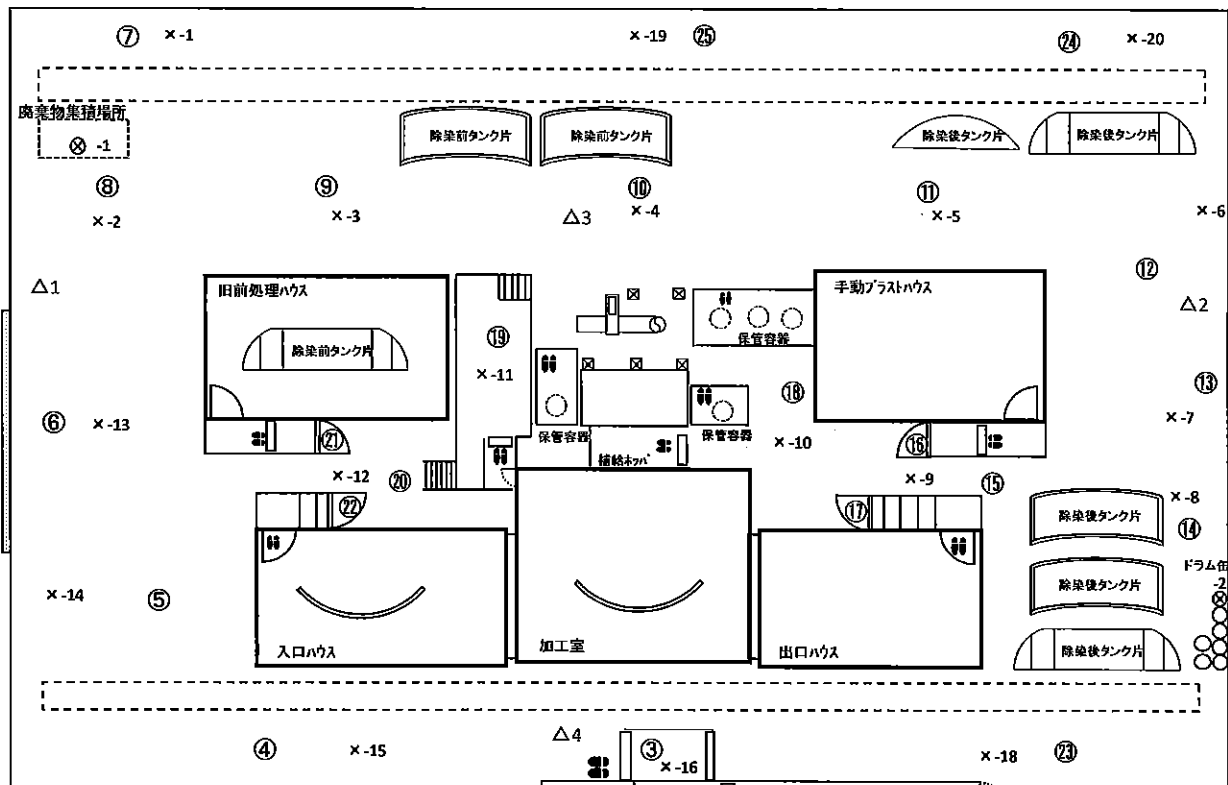 ⑦ ×-1 ×-19 ㉕ ㉔ ×-20
廃棄物集積場所
⊗ -1
除染前タンク片 除染前タンク片 除染後タンク片 除染後タンク片
⑧ ⑨ ⑩ ⑪
×-2 ×-3 △3 ×-4 ×-5 ×-6
⑫
△1 △2
旧前処理ハウス
手動ブラストハウス
除染前タンク片
⑲
×-11
保管容器
⑱
⑬
⑥ ×-13
×-7
㉑
保管容器
保管容器
補給ホッパ
×-10
⑯
×-12 ⑳
×-9 ⑮
㉒
⑰
除染後タンク片
×-8
⑭
ドラム缶
-2
⊗
×-14 ⑤
除染後タンク片
入口ハウス
加工室
出口ハウス
除染後タンク片
④ ×-15
△4
③
×-16
×-18 ㉓